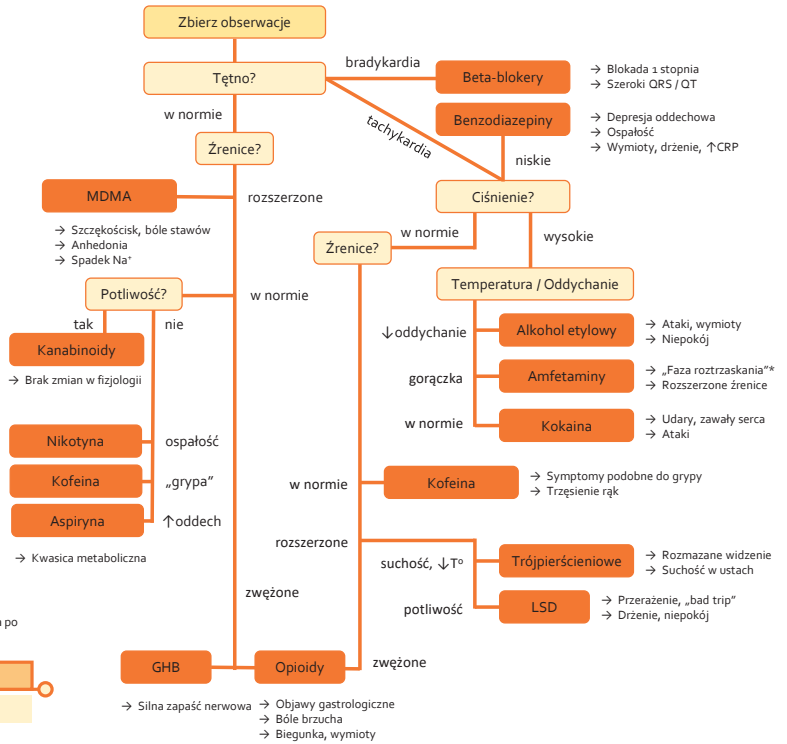 Zbierz obserwacje
Tętno?
bradykardia
Beta-blokery
→ Blokada 1 stopnia
→ Szeroki QRS / QT
w normie
tachykardia
Benzodiazepiny
→ Depresja oddechowa
→ Ospałość
→ Wymioty, drżenie, ↑CRP
niskie
Źrenice?
rozszerzone
MDMA
→ Szczękościsk, bóle stawów
→ Anhedonia
→ Spadek Na⁺
Ciśnienie?
w normie
wysokie
Źrenice?
Temperatura / Oddychanie
w normie
Potliwość?
tak
nie
Kanabinoidy
→ Brak zmian w fizjologii
↓oddychanie
Alkohol etylowy
→ Ataki, wymioty
→ Niepokój
gorączka
Amfetaminy
→ „Faza roztrzaskania"*
→ Rozszerzone źrenice
w normie
Kokaina
→ Udary, zawały serca
→ Ataki
Nikotyna
ospałość
Kofeina
„grypa"
Aspiryna
↑oddech
→ Kwasica metaboliczna
w normie
Kofeina
→ Symptomy podobne do grypy
→ Trzęsienie rąk
rozszerzone
suchość, ↓Tº
Trójpierścieniowe
→ Rozmazane widzenie
→ Suchość w ustach
potliwość
LSD
→ Przerażenie, „bad trip"
→ Drżenie, niepokój
zwężone
po
GHB
→ Silna zapaść nerwowa
Opioidy
zwężone
→ Objawy gastrologiczne
→ Bóle brzucha
→ Biegunka, wymioty